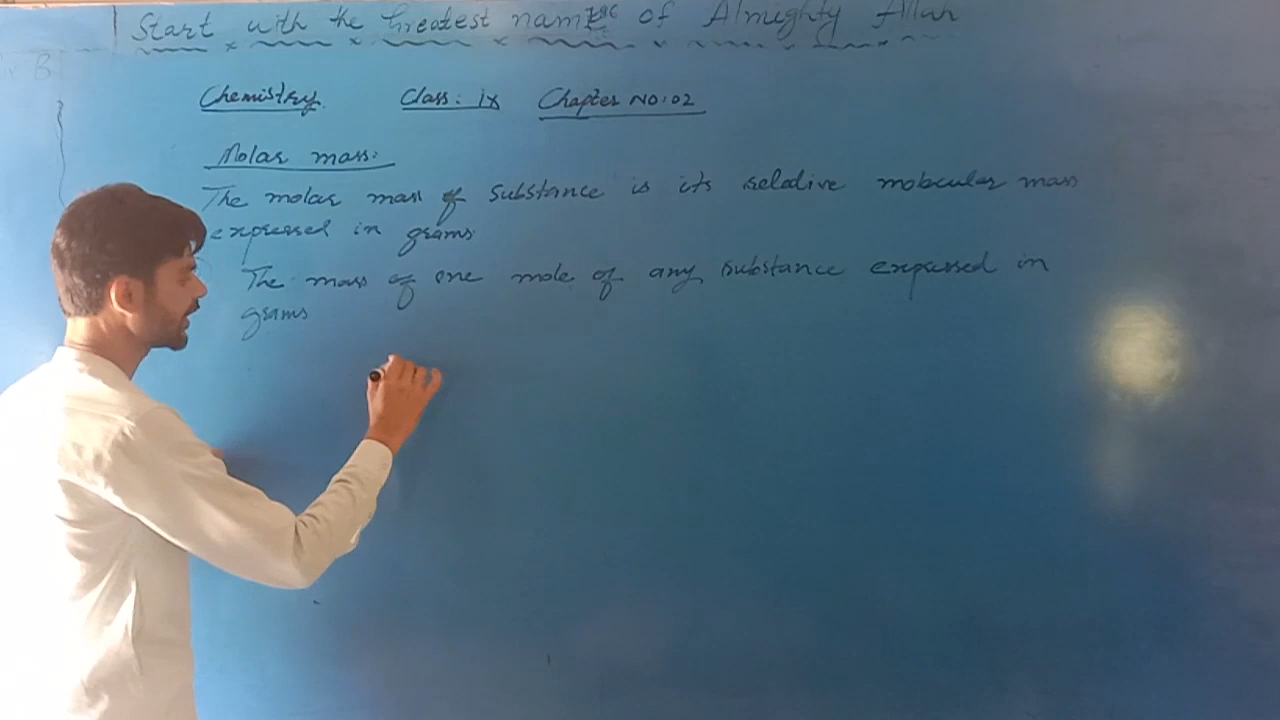 Start with the Greatest name of Almighty Allah
B
Chemistry. Class: IX Chapter NO:02
Molar mass:
The molar mass of substance is its relative molecular mass
expressed in grams
The mass of one mole of any substance expressed in
grams